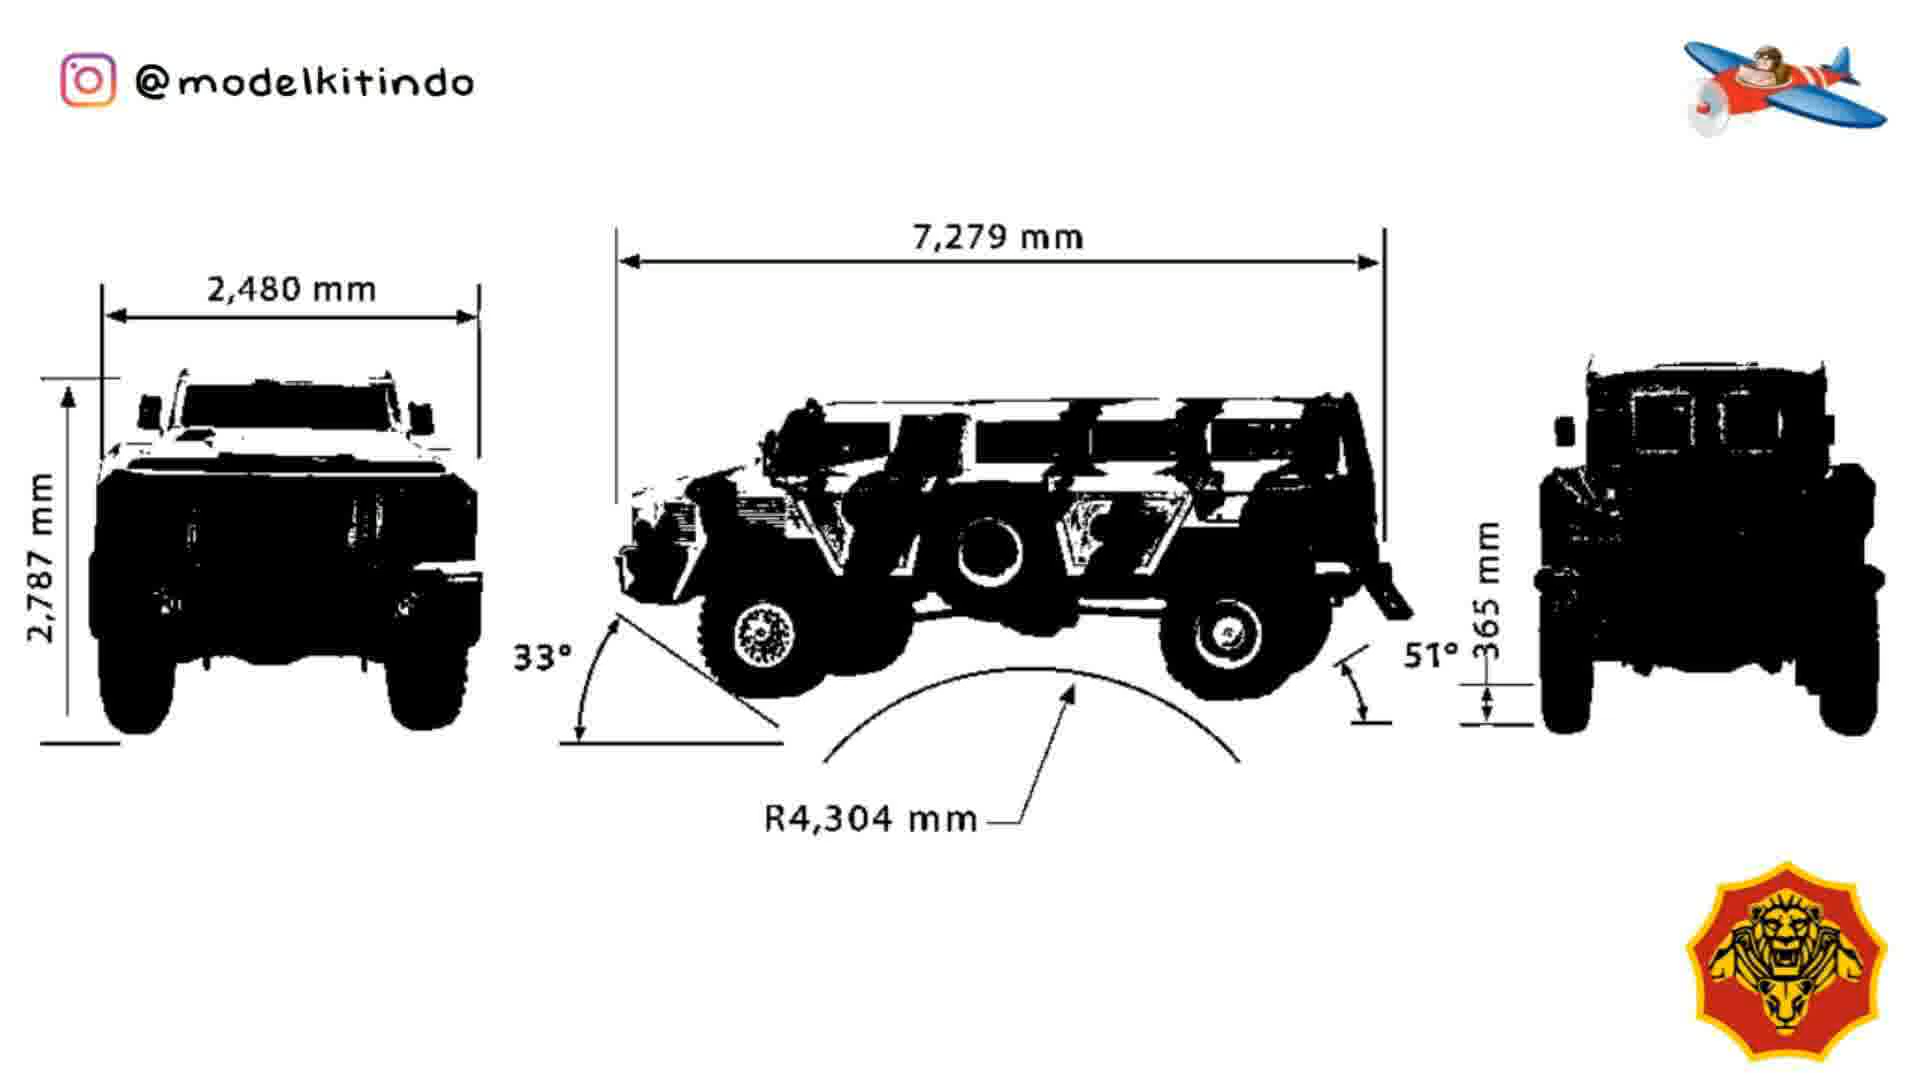 @modelkitindo
7,279 mm
2,480 mm
2,787 mm
33°
51°
365 mm
R4,304 mm